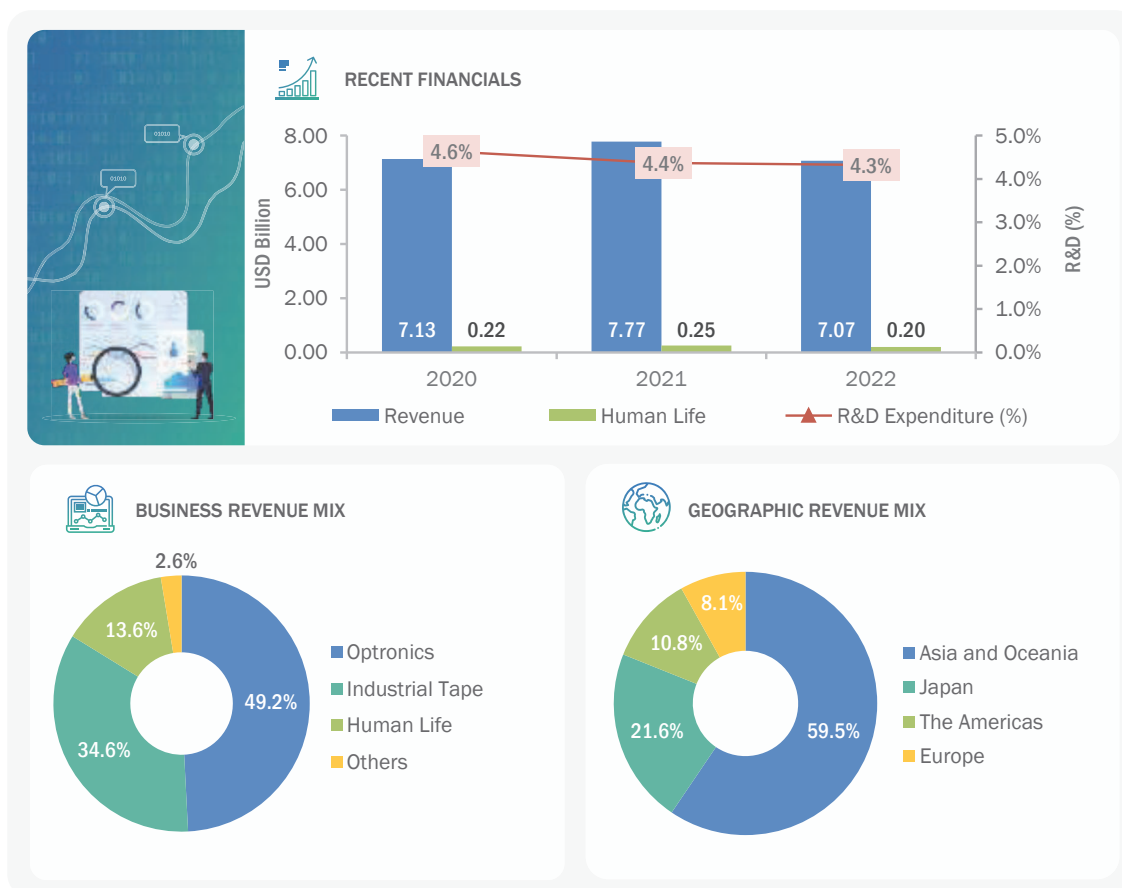 01010
01010
RECENT FINANCIALS
USD Billion
8.00
6.00
4.00
2.00
0.00
4.6%
4.4%
4.3%
7.13
0.22
7.77
0.25
7.07
0.20
5.0%
4.0%
3.0%
2.0%
1.0%
0.0%
R&D (%)
2020
2021
2022
Revenue
Human Life
R&D Expenditure (%)
BUSINESS REVENUE MIX
2.6%
13.6%
49.2%
34.6%
Optronics
Industrial Tape
Human Life
Others
GEOGRAPHIC REVENUE MIX
8.1%
10.8%
21.6%
59.5%
Asia and Oceania
Japan
The Americas
Europe